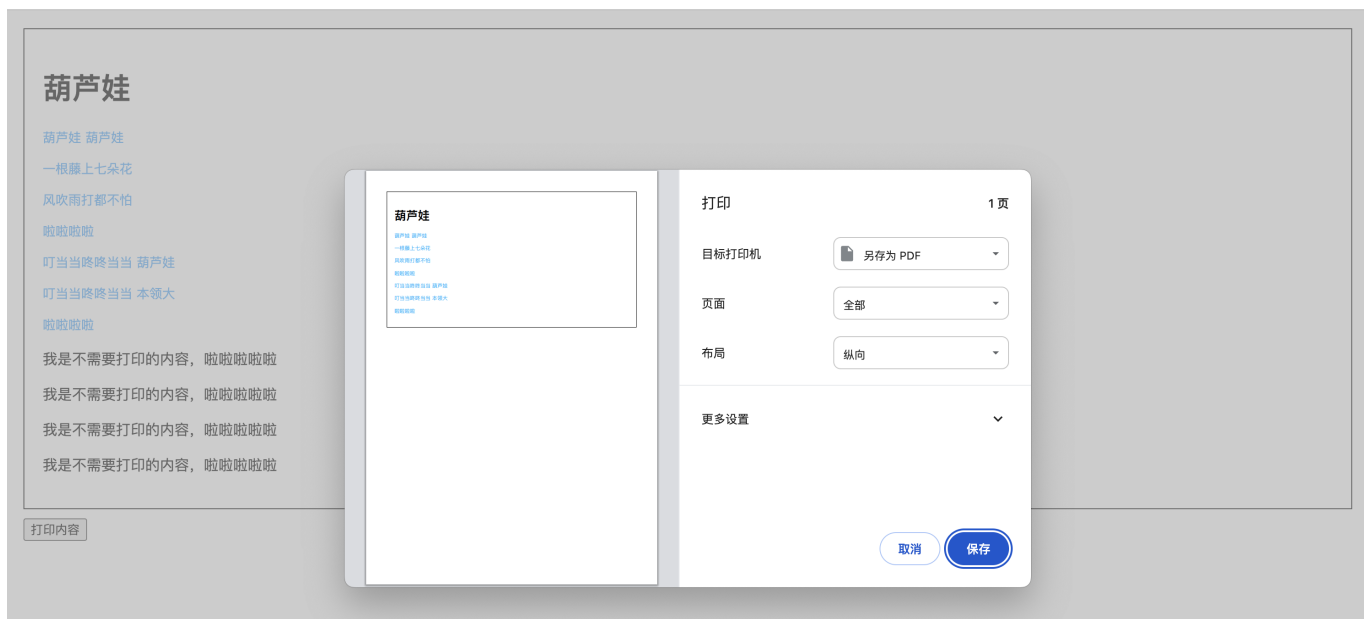 葫芦娃
葫芦娃 葫芦娃
一根藤上七朵花
风吹雨打都不怕
啦啦啦啦
叮当当咚咚当当 葫芦娃
叮当当咚咚当当 本领大
啦啦啦啦
我是不需要打印的内容，啦啦啦啦啦
我是不需要打印的内容，啦啦啦啦啦
我是不需要打印的内容，啦啦啦啦啦
我是不需要打印的内容，啦啦啦啦啦
打印内容
葫芦娃
葫芦娃 葫芦娃
一根藤上七朵花
风吹雨打都不怕
啦啦啦啦
叮当当咚咚当当 葫芦娃
叮当当咚咚当当 本领大
啦啦啦啦
打印 1 页
目标打印机 另存为 PDF
页面 全部
布局 纵向
更多设置
取消 保存